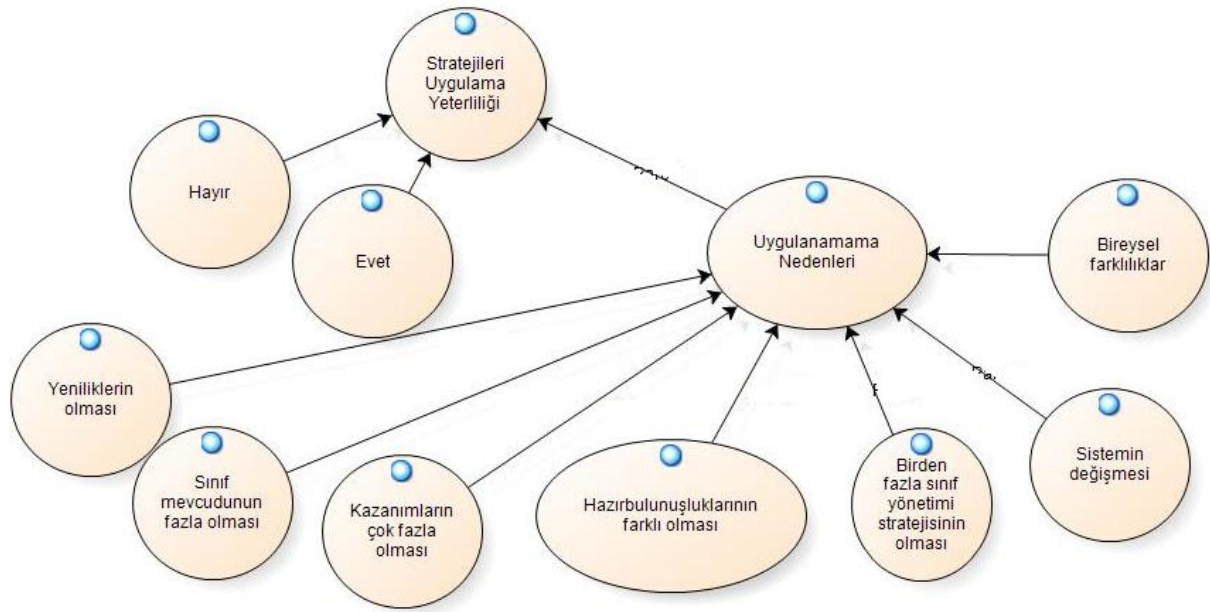 Stratejileri
Uygulama
Yeterliliği
Hayır
Evet
Uygulanamama
Nedenleri
Bireysel
farklılıklar
Yeniliklerin
olması
Sınıf
mevcudunun
fazla olması
Kazanımların
çok fazla
olması
Hazırbulunuşluklarının
farklı olması
Birden
fazla sınıf
yönetimi
stratejisinin
olması
Sistemin
değişmesi